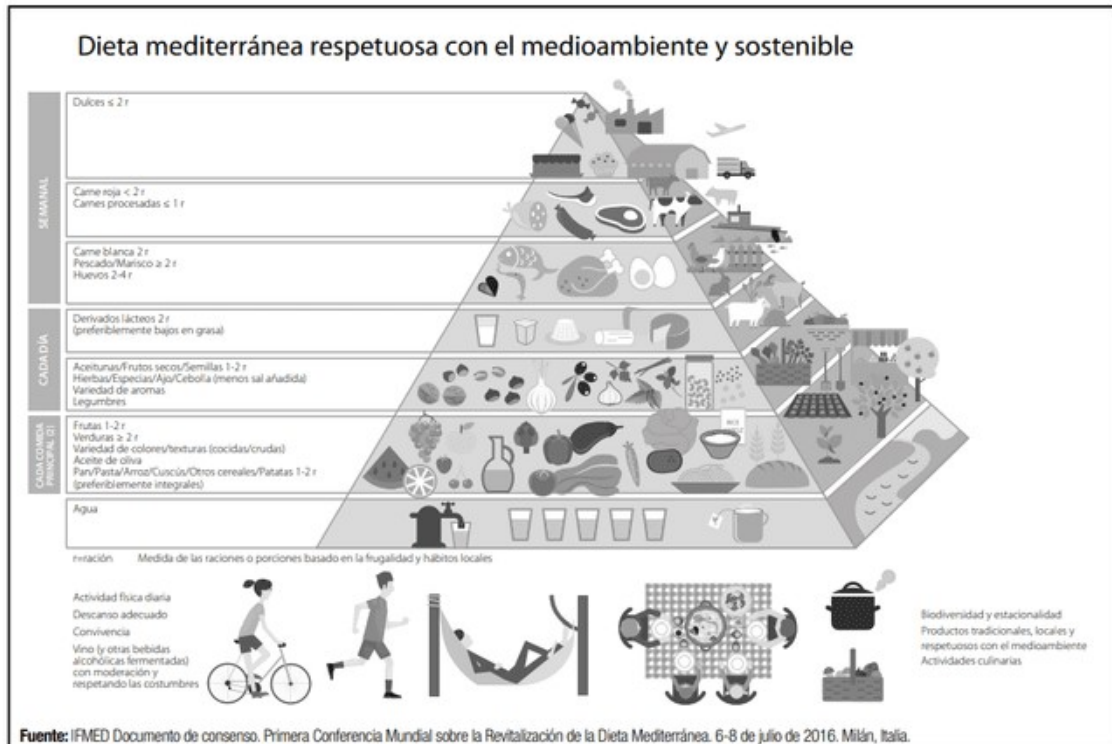 Dieta mediterránea respetuosa con el medioambiente y sostenible
SEMANAL
Dulces ≤ 2 r
Carne roja < 2 r
Carnes procesadas ≤ 1 r
Carne blanca 2 r
Pescado/Marisco ≥ 2 r
Huevos 2-4 r
CADA DÍA
Derivados lácteos 2 r
(preferiblemente bajos en grasa)
Aceitunas/Frutos secos/Semillas 1-2 r
Hierbas/Especias/Ajo/Cebolla (menos sal añadida)
Variedad de aromas
Legumbres
CADA COMIDA
PRINCIPAL (2)
Frutas 1-2 r
Verduras ≥ 2 r
Variedad de colores/texturas (cocidas/crudas)
Aceite de oliva
Pan/Pasta/Arroz/Cuscús/Otros cereales/Patatas 1-2 r
(preferiblemente integrales)
Agua
r=ración Medida de las raciones o porciones basado en la frugalidad y hábitos locales
Actividad física diaria
Descanso adecuado
Convivencia
Vino (y otras bebidas
alcohólicas fermentadas)
con moderación y
respetando las costumbres
Biodiversidad y estacionalidad
Productos tradicionales, locales y
respetuosos con el medioambiente
Actividades culinarias
Fuente: IFMED Documento de consenso. Primera Conferencia Mundial sobre la Revitalización de la Dieta Mediterránea. 6-8 de julio de 2016. Milán, Italia.